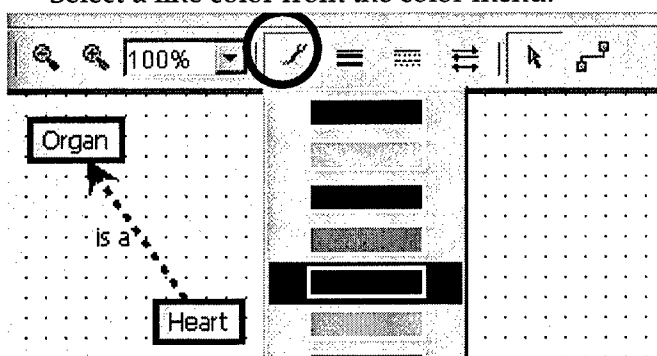 Select a line color from the color menu.
100%
Organ
is a
Heart